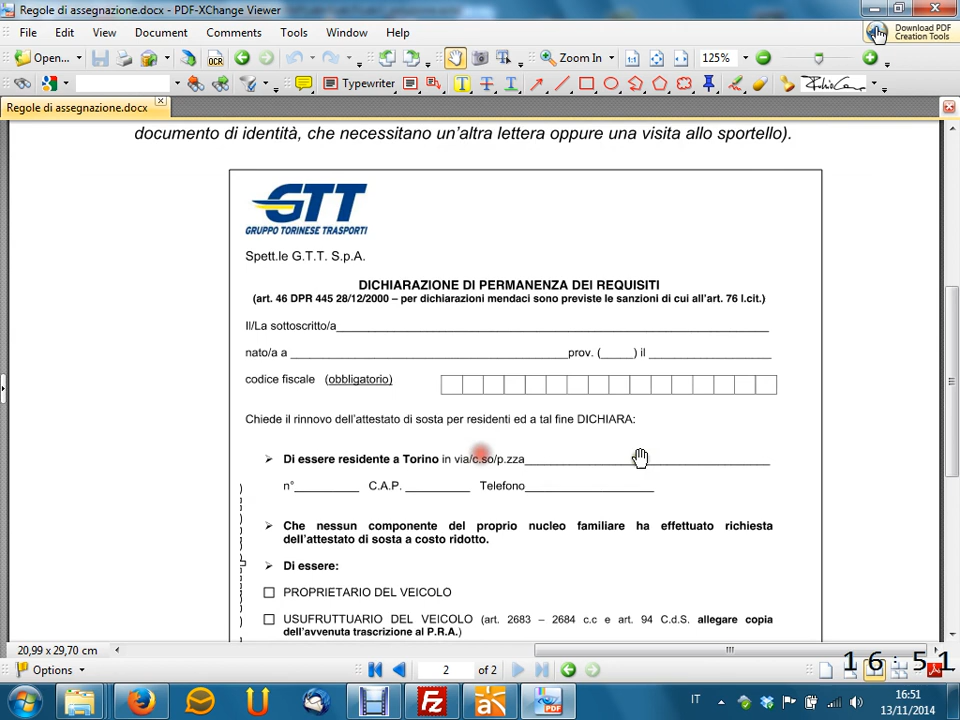 Regole di assegnazione.docx - PDF-XChange Viewer
File Edit View Document Comments Tools Window Help
Download PDF Creation Tools
Open... OCR Zoom In 125%
Typewriter
Regole di assegnazione.docx
documento di identità, che necessitano un'altra lettera oppure una visita allo sportello).
GTT
GRUPPO TORINESE TRASPORTI
Spett.le G.T.T. S.p.A.
DICHIARAZIONE DI PERMANENZA DEI REQUISITI
(art. 46 DPR 445 28/12/2000 – per dichiarazioni mendaci sono previste le sanzioni di cui all'art. 76 l.cit.)
Il/La sottoscritto/a
nato/a a prov. (_____) il
codice fiscale (obbligatorio)
Chiede il rinnovo dell'attestato di sosta per residenti ed a tal fine DICHIARA:
➢ Di essere residente a Torino in via/c.so/p.zza
n° C.A.P. Telefono
➢ Che nessun componente del proprio nucleo familiare ha effettuato richiesta
dell'attestato di sosta a costo ridotto.
➢ Di essere:
PROPRIETARIO DEL VEICOLO
USUFRUTTUARIO DEL VEICOLO (art. 2683 – 2684 c.c e art. 94 C.d.S. allegare copia
dell'avvenuta trascrizione al P.R.A.)
20,99 x 29,70 cm
Options 2 of 2
16:51
IT 16:51
13/11/2014